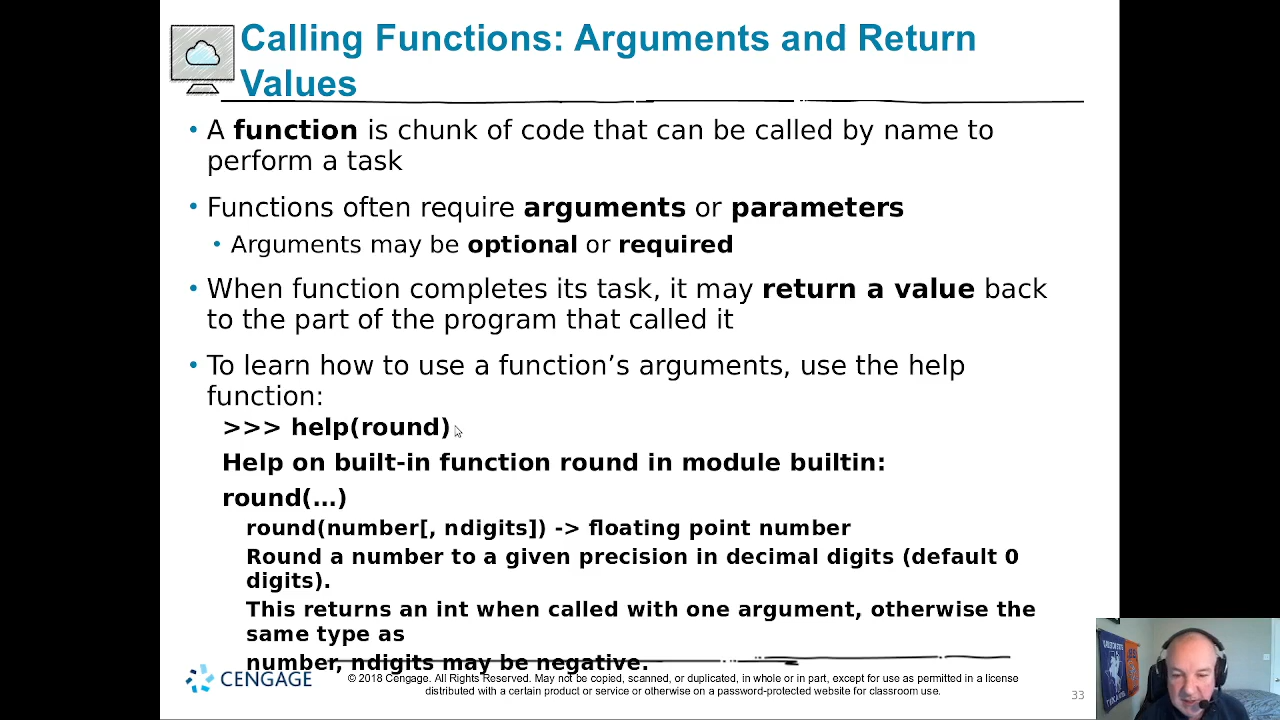 Calling Functions: Arguments and Return
Values
• A function is chunk of code that can be called by name to
perform a task
• Functions often require arguments or parameters
• Arguments may be optional or required
• When function completes its task, it may return a value back
to the part of the program that called it
• To learn how to use a function’s arguments, use the help
function:
>>> help(round)
Help on built-in function round in module builtin:
round(…)
round(number[, ndigits]) -> floating point number
Round a number to a given precision in decimal digits (default 0
digits).
This returns an int when called with one argument, otherwise the
same type as
number, ndigits may be negative.
CENGAGE
© 2018 Cengage. All Rights Reserved. May not be copied, scanned, or duplicated, in whole or in part, except for use as permitted in a license
distributed with a certain product or service or otherwise on a password-protected website for classroom use.
33